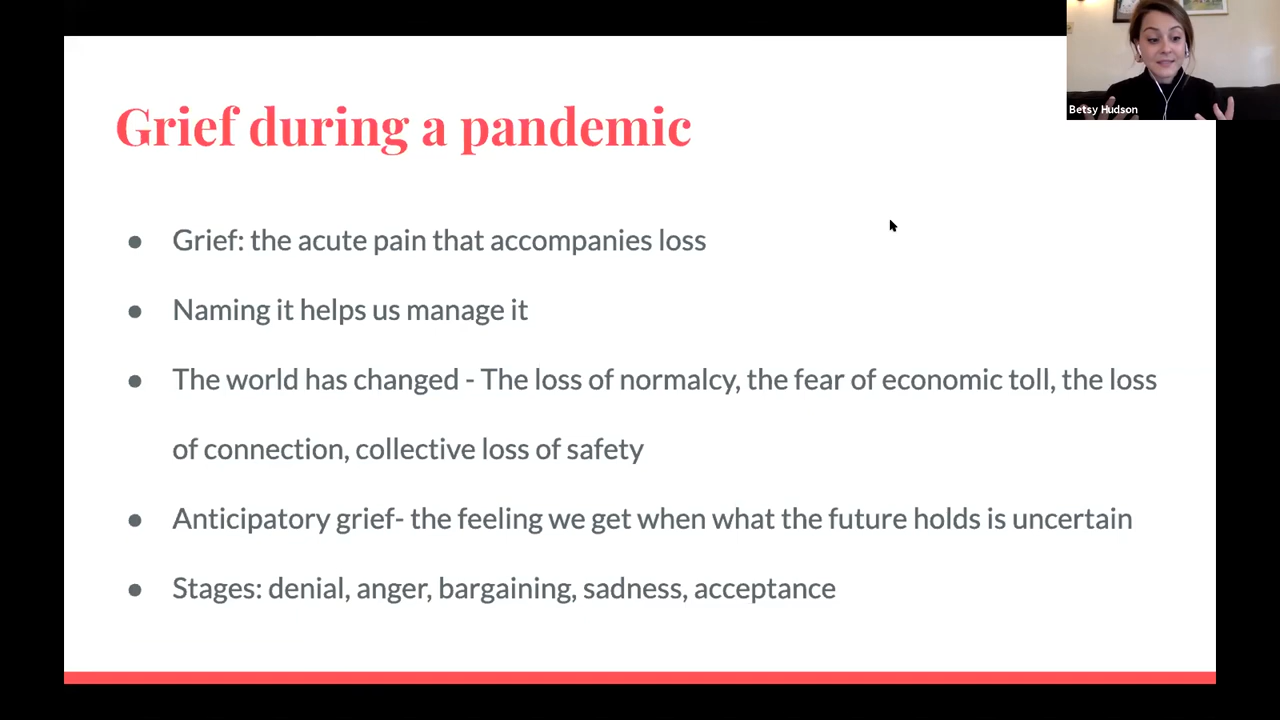 Grief during a pandemic
Betsy Hudson
● Grief: the acute pain that accompanies loss
● Naming it helps us manage it
● The world has changed - The loss of normalcy, the fear of economic toll, the loss
of connection, collective loss of safety
● Anticipatory grief- the feeling we get when what the future holds is uncertain
● Stages: denial, anger, bargaining, sadness, acceptance